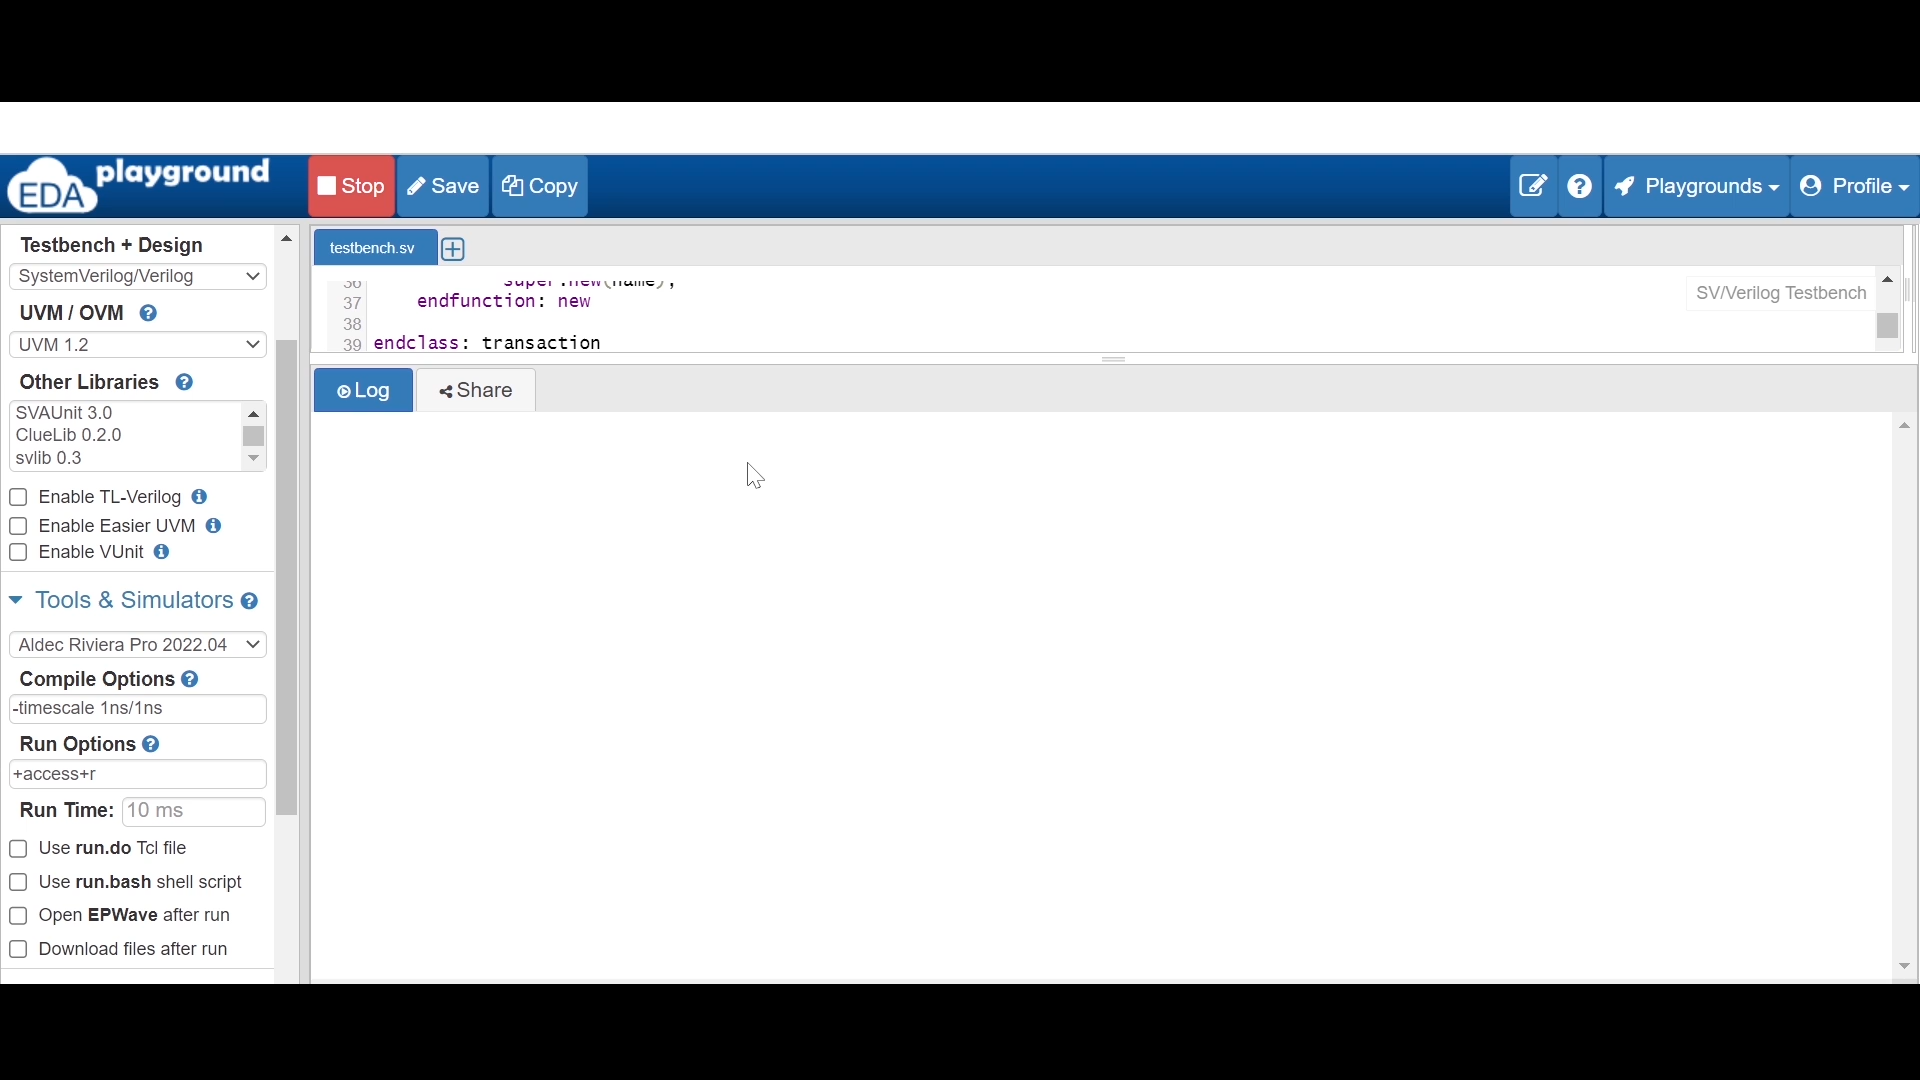 EDA playground
Stop
Save
Copy
Playgrounds
Profile
Testbench + Design
SystemVerilog/Verilog
UVM / OVM
UVM 1.2
Other Libraries
SVAUnit 3.0
ClueLib 0.2.0
svlib 0.3
Enable TL-Verilog
Enable Easier UVM
Enable VUnit
Tools & Simulators
Aldec Riviera Pro 2022.04
Compile Options
-timescale 1ns/1ns
Run Options
+access+r
Run Time: 10 ms
Use run.do Tcl file
Use run.bash shell script
Open EPWave after run
Download files after run
testbench.sv
SV/Verilog Testbench
36 super.new(name);
37 endfunction: new
38
39 endclass: transaction
Log
Share